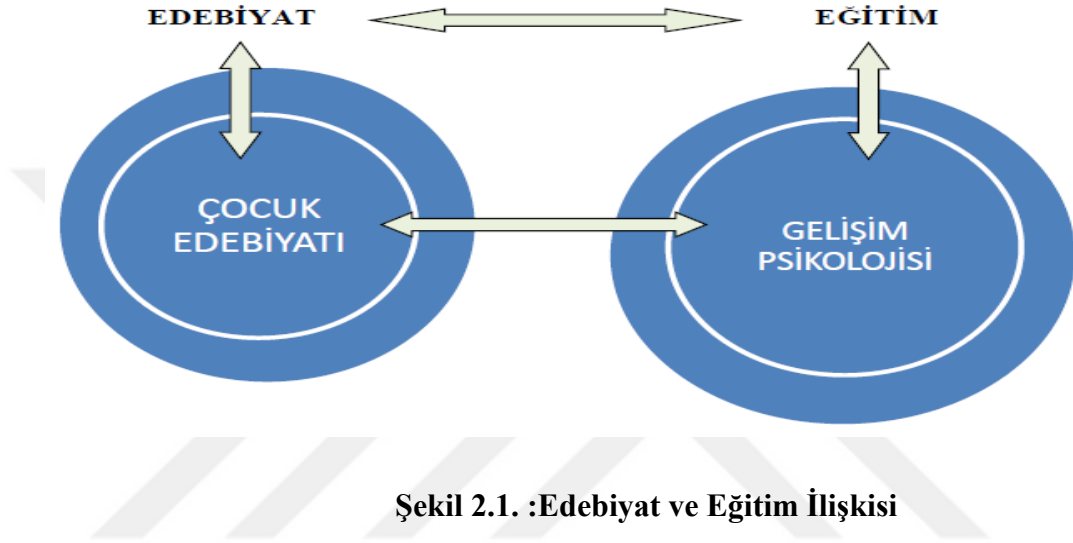 EDEBİYAT
EĞİTİM
ÇOCUK
EDEBİYATI
GELİŞİM
PSİKOLOJİSİ
Şekil 2.1. :Edebiyat ve Eğitim İlişkisi